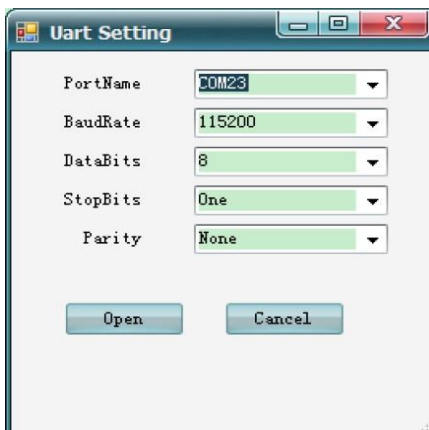 Uart Setting
PortName COM23
BaudRate 115200
DataBits 8
StopBits One
Parity None
Open Cancel